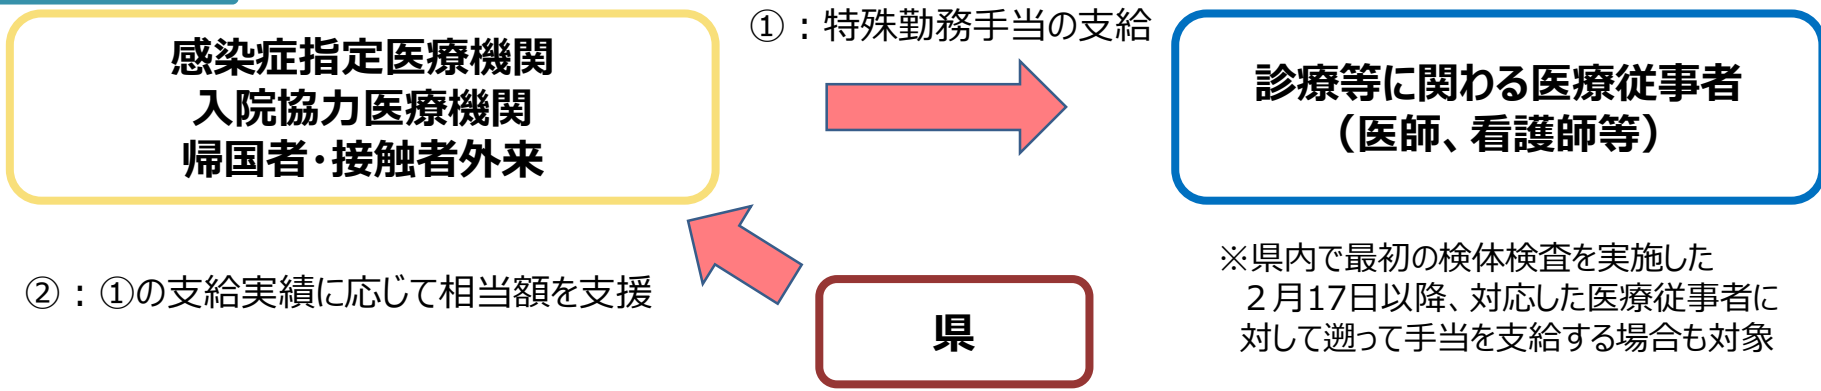 感染症指定医療機関
入院協力医療機関
帰国者・接触者外来
①：特殊勤務手当の支給
診療等に関わる医療従事者
（医師、看護師等）
②：①の支給実績に応じて相当額を支援
県
※県内で最初の検体検査を実施した
２月17日以降、対応した医療従事者に
対して遡って手当を支給する場合も対象